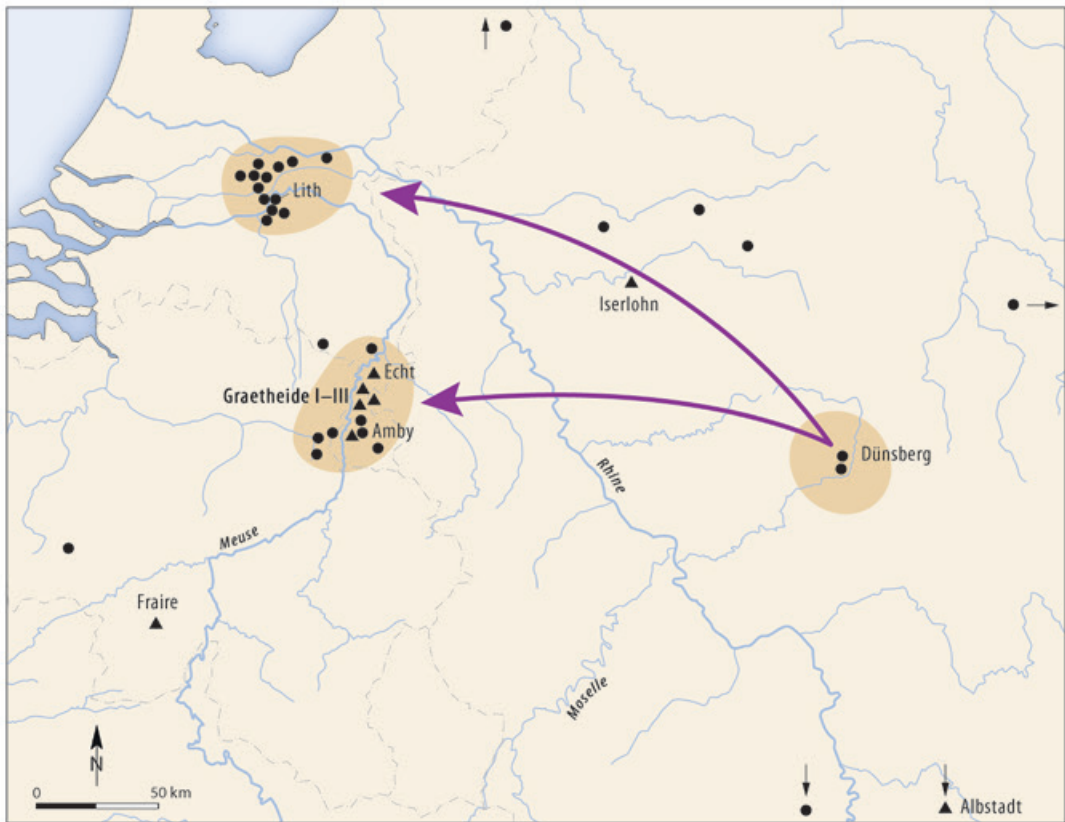 Lith
Iserlohn
Echt
Graetheide I–III
Amby
Dünsberg
Rhine
Meuse
Fraire
Moselle
N
0 50 km
Albstadt